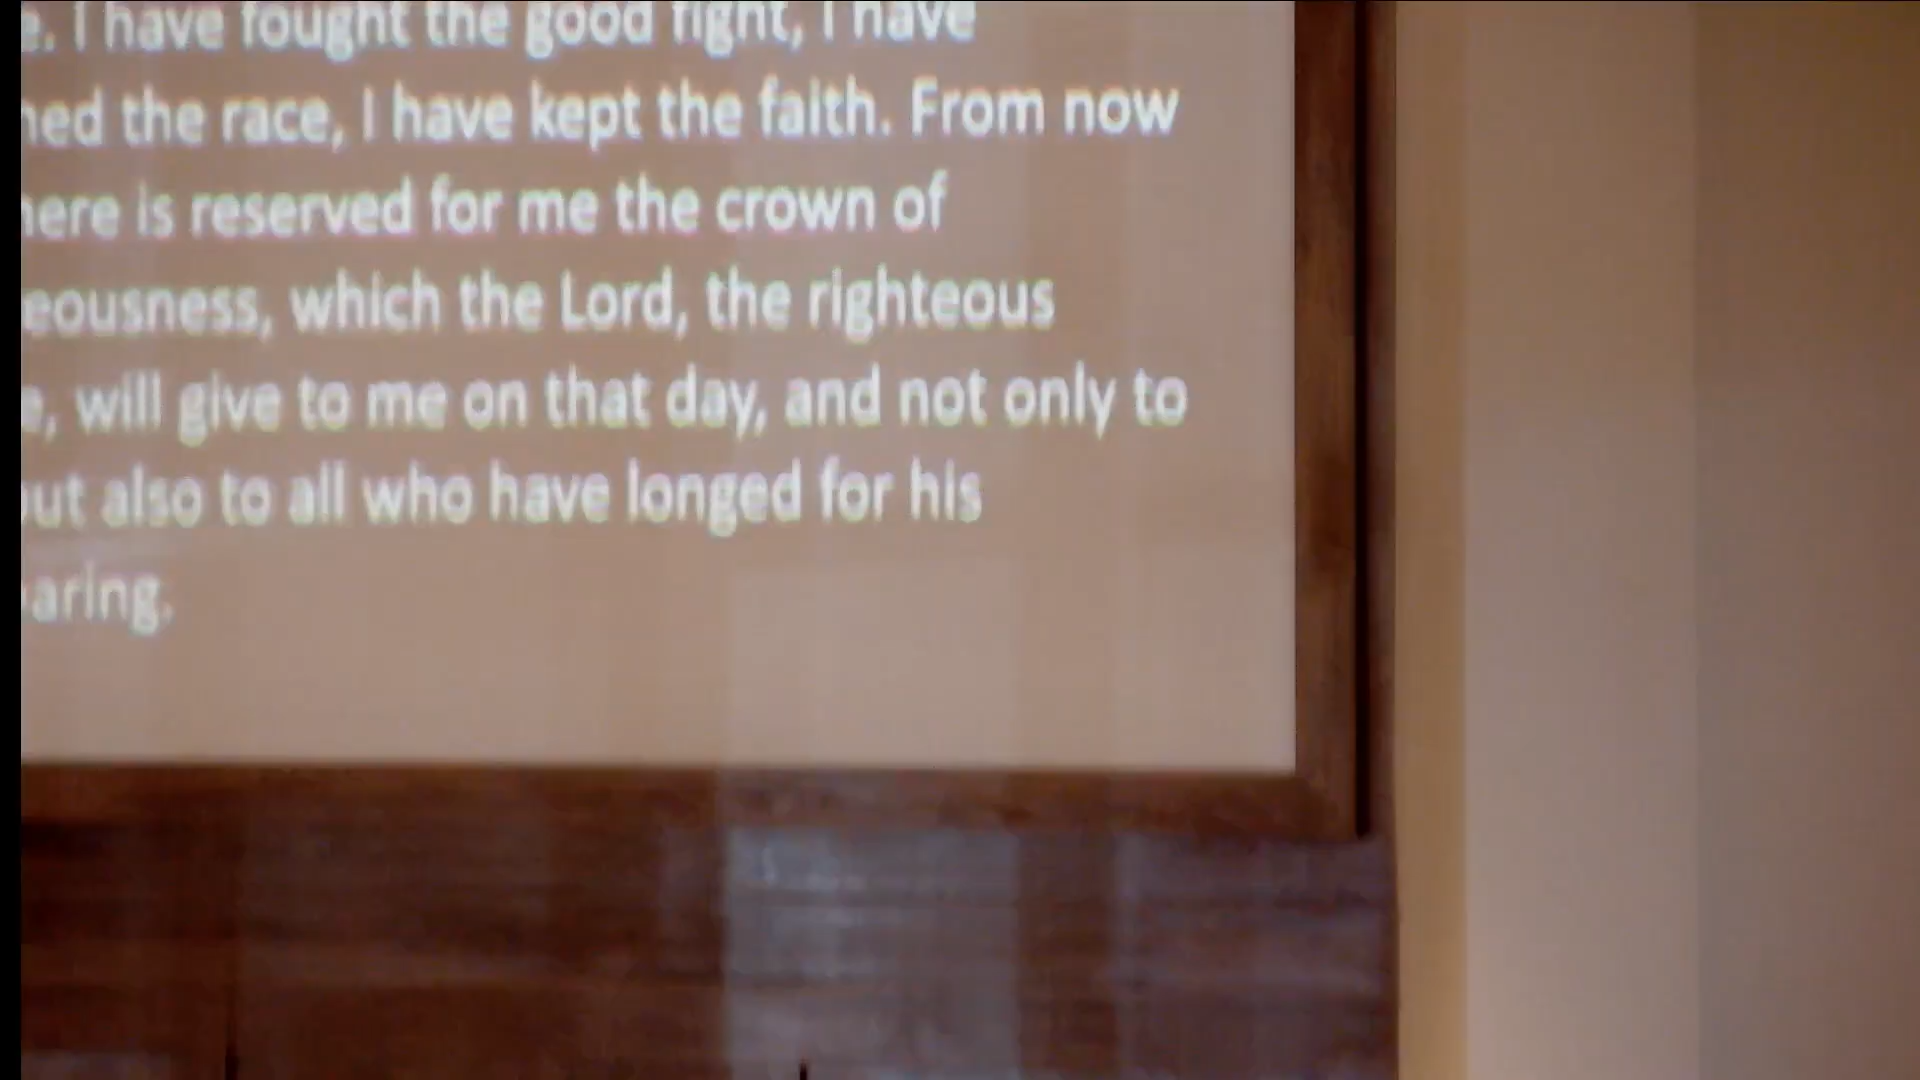 e. I have fought the good fight, I have
ned the race, I have kept the faith. From now
here is reserved for me the crown of
eousness, which the Lord, the righteous
e, will give to me on that day, and not only to
out also to all who have longed for his
aring.